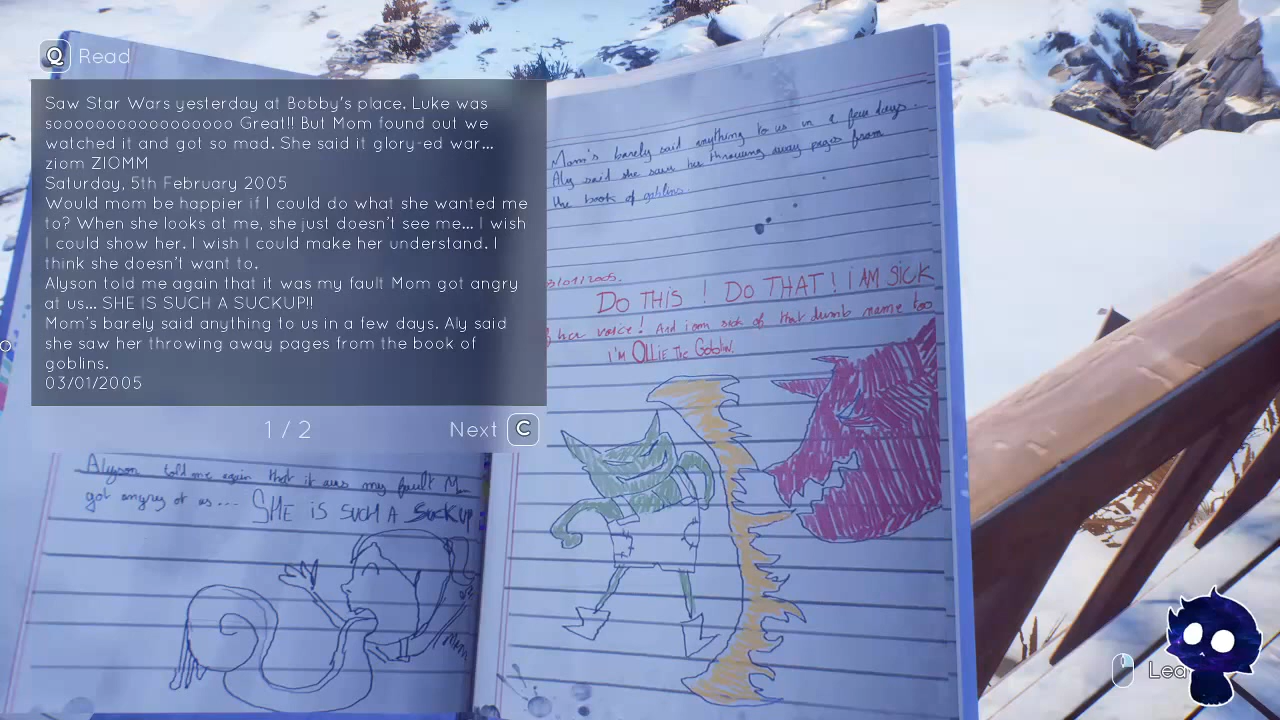 Q Read
Saw Star Wars yesterday at Bobby's place. Luke was
soooooooooooooooo Great!! But Mom found out we
watched it and got so mad. She said it glory-ed war...
ziom ZIOMM
Saturday, 5th February 2005
Would mom be happier if I could do what she wanted me
to? When she looks at me, she just doesn't see me... I wish
I could show her. I wish I could make her understand. I
think she doesn't want to.
Alyson told me again that it was my fault Mom got angry
at us... SHE IS SUCH A SUCKUP!!
Mom's barely said anything to us in a few days. Aly said
she saw her throwing away pages from the book of
goblins.
03/01/2005
1 / 2
Next C
Alyson told me again that it was my fault Mom
got angry at us... SHE IS SUCH A SUCKUP
Mom's barely said anything to us in a few days.
Aly said she saw her throwing away pages from
the book of goblins.
3/01/2005.
DO THIS! DO THAT! I AM SICK
her voice! And i am sick of that dumb name too
I'M OLLIE The Goblin.
Lea